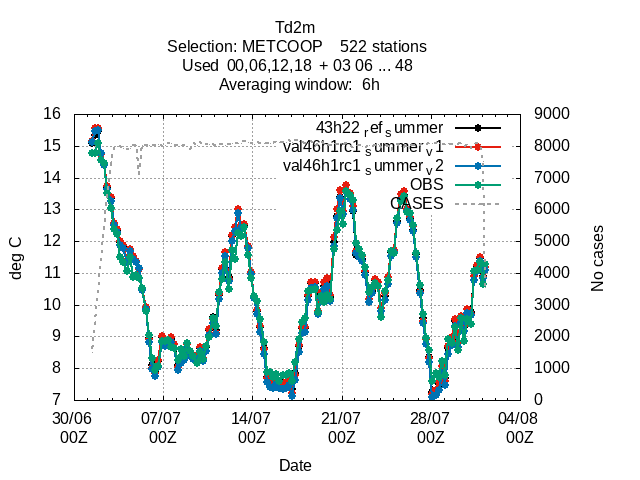 Td2m
Selection: METCOOP 522 stations
Used 00,06,12,18 + 03 06 ... 48
Averaging window: 6h
16
15
14
13
12
11
10
9
8
7
deg C
9000
8000
7000
6000
5000
4000
3000
2000
1000
0
No cases
43h22 ref summer
val46h1rc1 summer v1
val46h1rc1 summer v2
OBS
CASES
30/06 07/07 14/07 21/07 28/07 04/08
00Z 00Z 00Z 00Z 00Z 00Z
Date